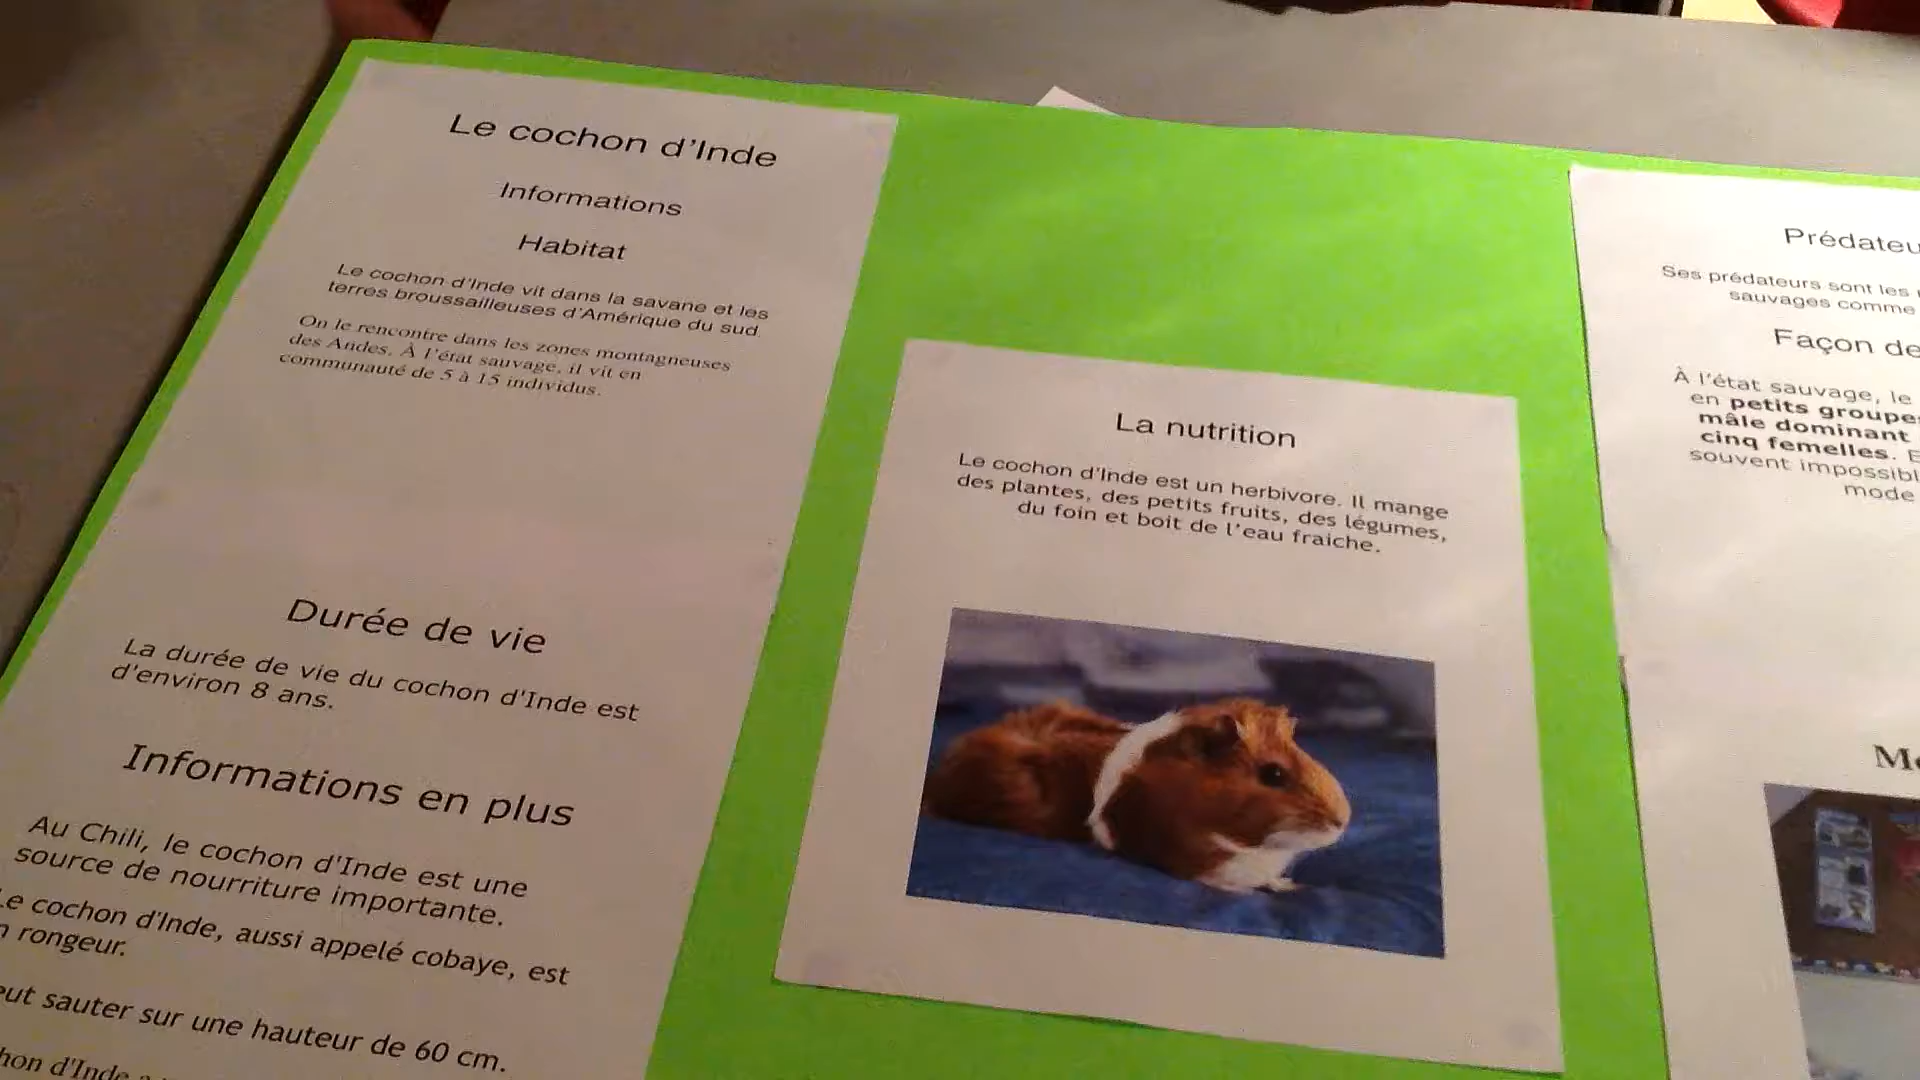 Le cochon d'Inde
Informations
Habitat
Le cochon d'Inde vit dans la savane et les
terres broussailleuses d'Amérique du sud.
On le rencontre dans les zones montagneuses
des Andes. À l'état sauvage, il vit en
communauté de 5 à 15 individus.
Durée de vie
La durée de vie du cochon d'Inde est
d'environ 8 ans.
Informations en plus
Au Chili, le cochon d'Inde est une
source de nourriture importante.
Le cochon d'Inde, aussi appelé cobaye, est
rongeur.
sauter sur une hauteur de 60 cm.
d'Inde
La nutrition
Le cochon d'Inde est un herbivore. Il mange
des plantes, des petits fruits, des légumes,
du foin et boit de l'eau fraiche.
Prédateu
Ses prédateurs sont les
sauvages comme
Façon de
À l'état sauvage, le
en petits groupes
mâle dominant
cinq femelles. E
souvent impossibl
mode